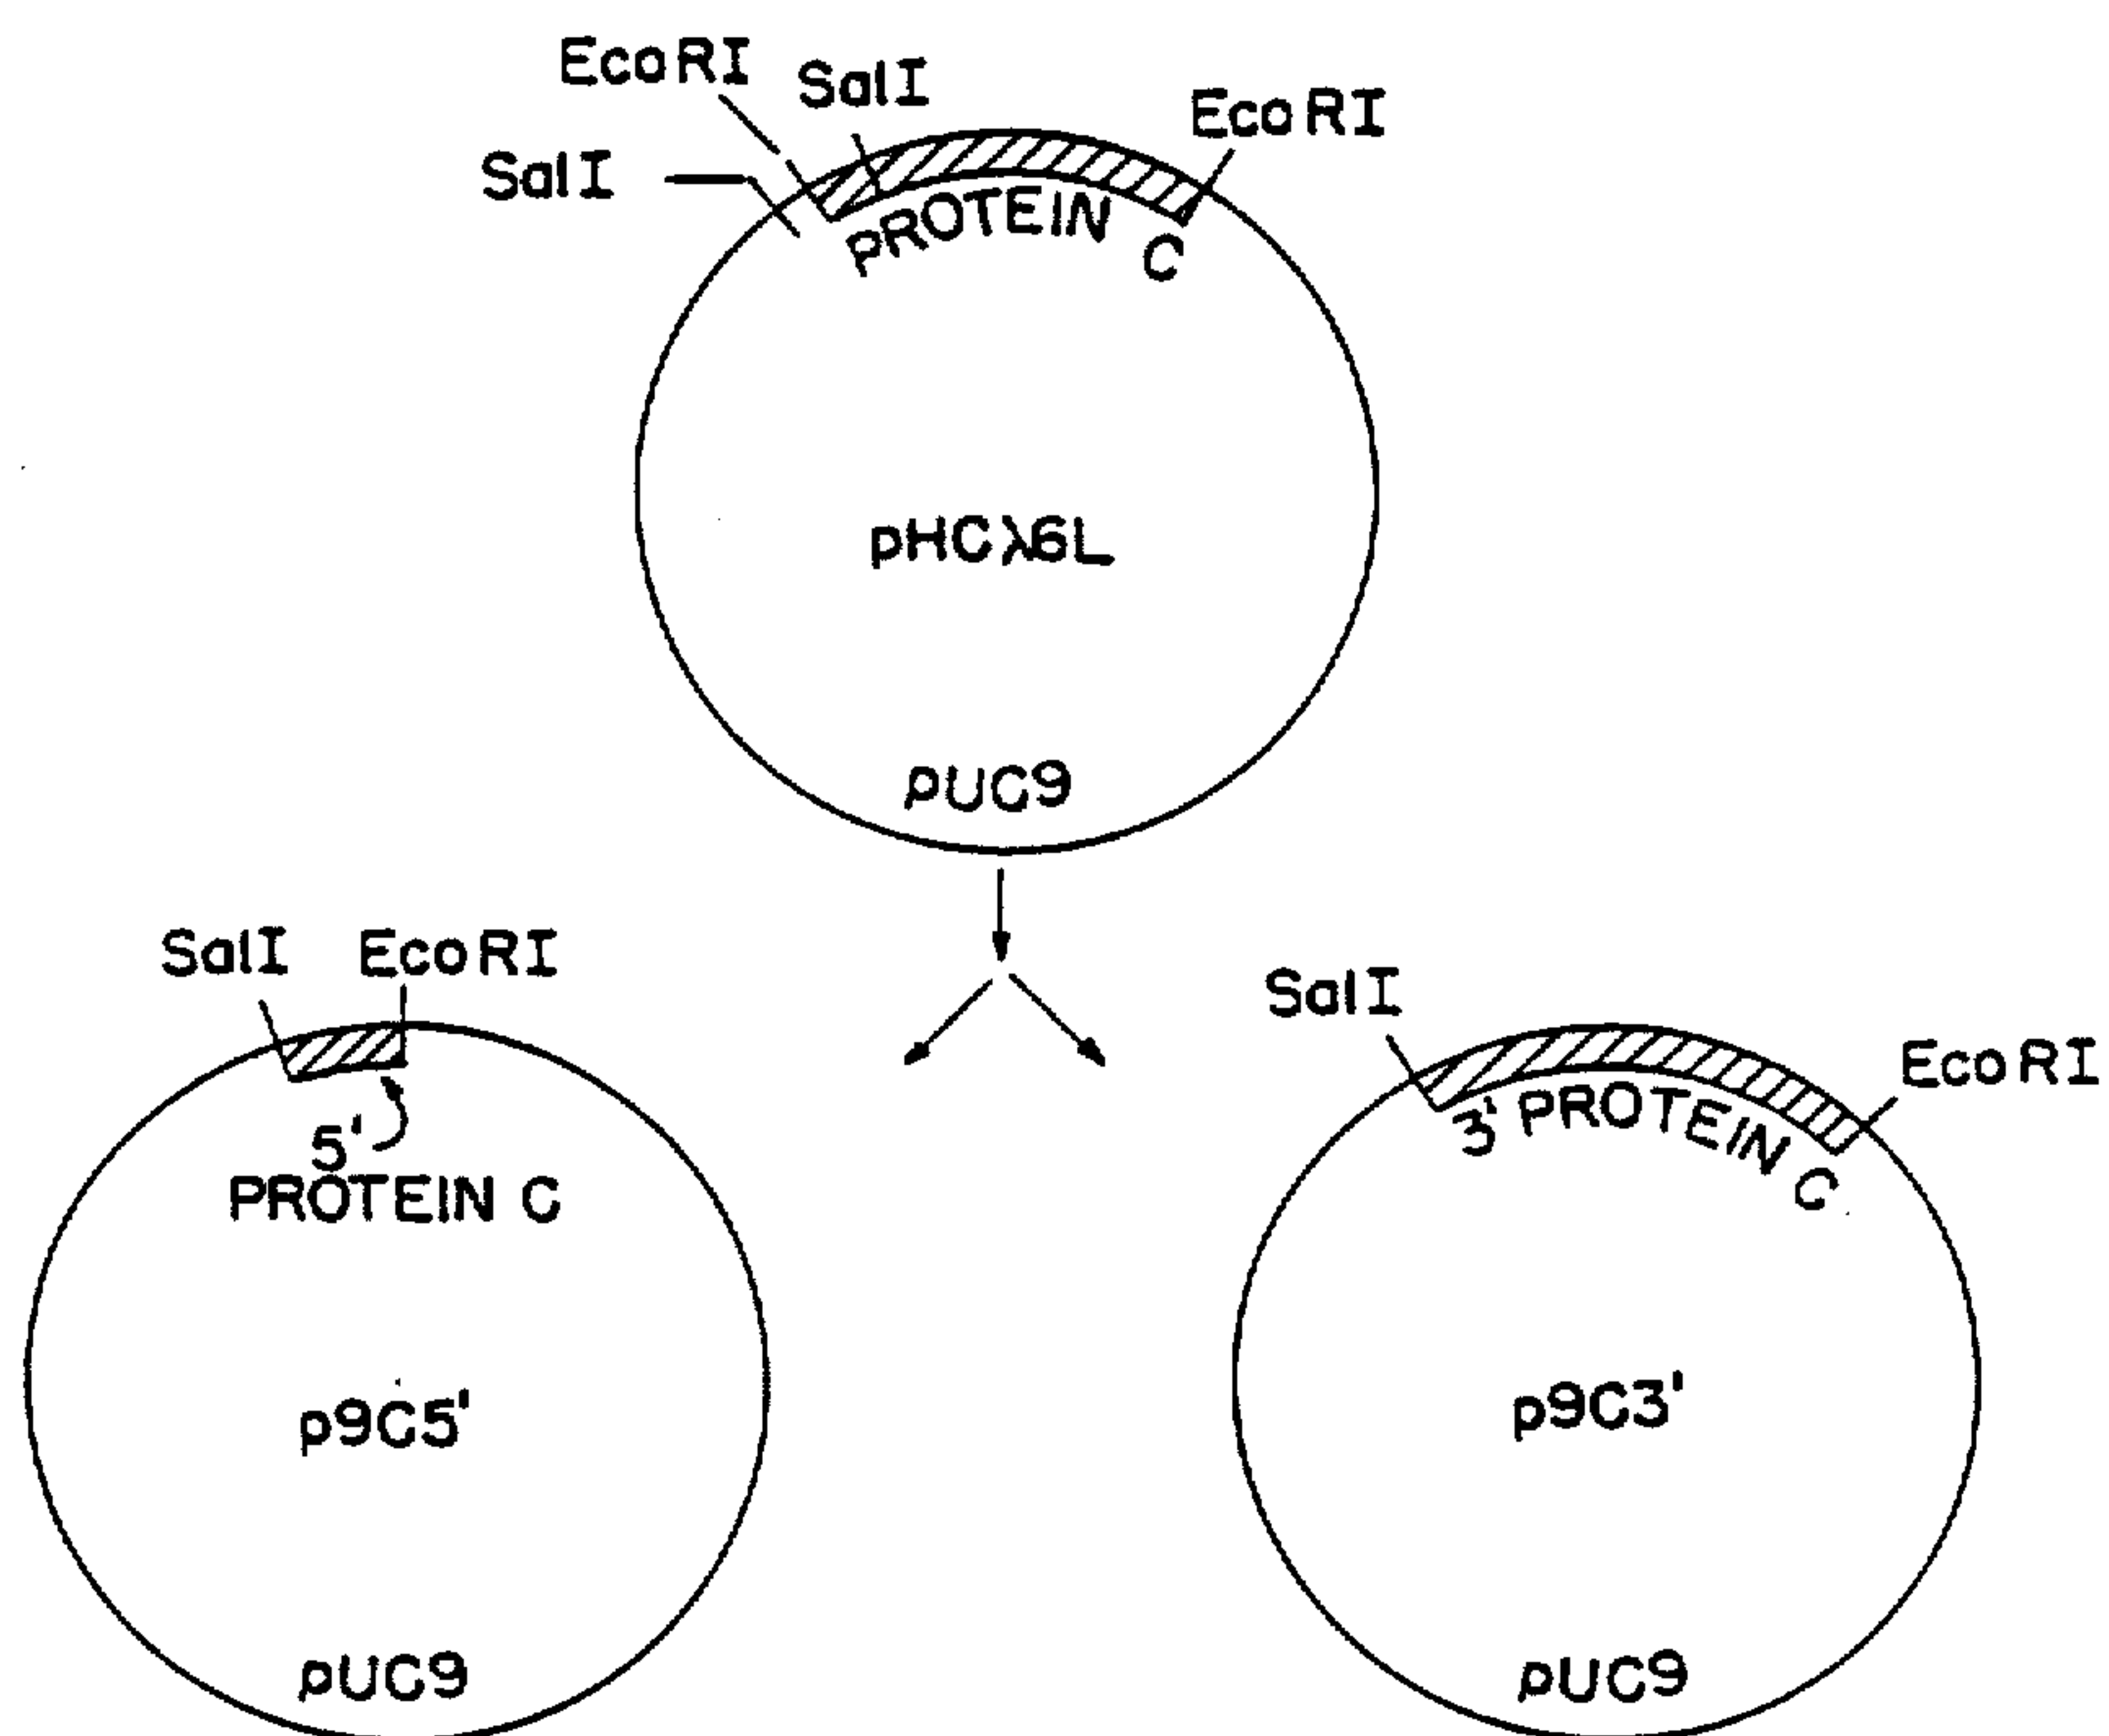 EcoRI
SalI
EcoRI
SalI
PROTEIN C
pHCλ6L
pUC9
SalI
EcoRI
5'
PROTEIN C
p9C5'
pUC9
SalI
EcoRI
3' PROTEIN C
p9C3'
pUC9